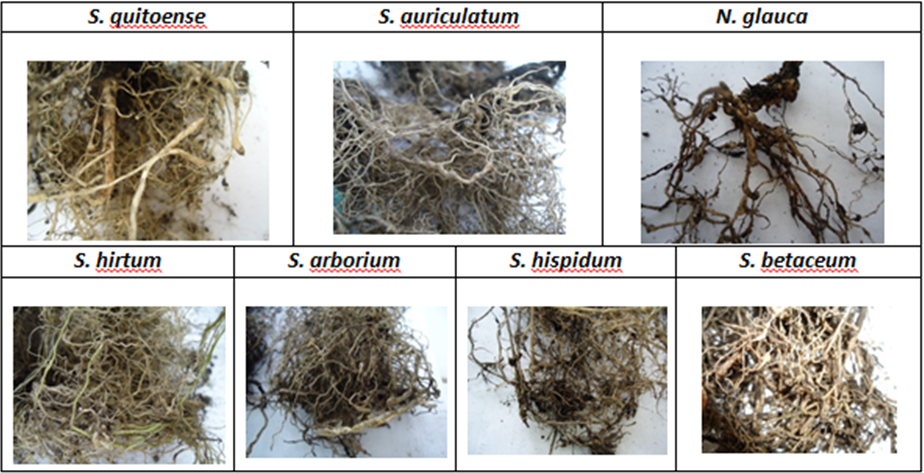 S. quitoense S. auriculatum N. glauca
S. hirtum S. arborium S. hispidum S. betaceum